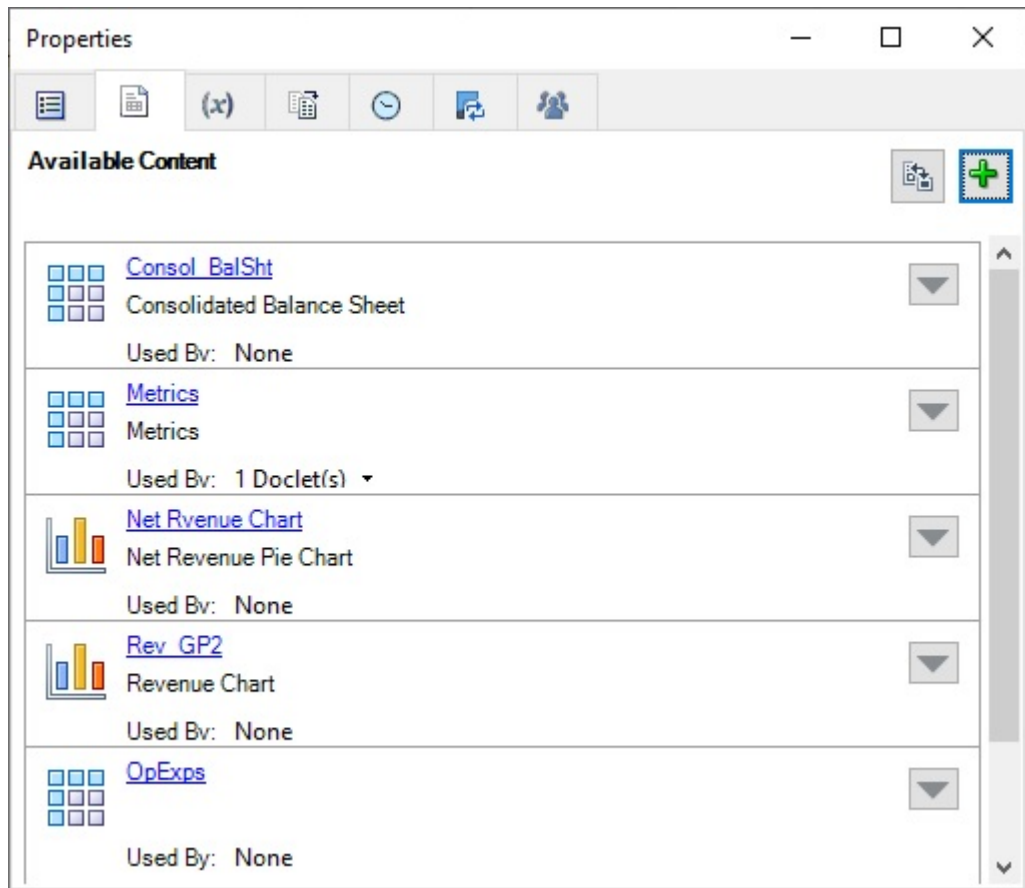 Properties
(x)
Available Content
Consol_BalSht
Consolidated Balance Sheet
Used By: None
Metrics
Metrics
Used By: 1 Doclet(s)
Net Rvenue Chart
Net Revenue Pie Chart
Used By: None
Rev_GP2
Revenue Chart
Used By: None
OpExps
Used By: None